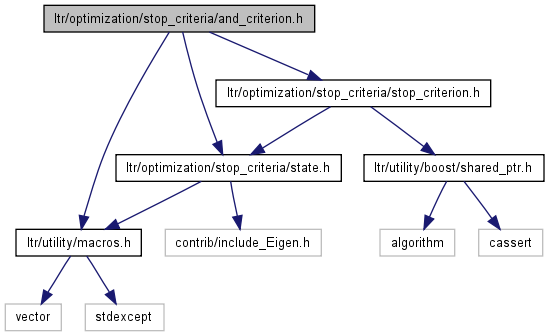 ltr/optimization/stop_criteria/and_criterion.h
ltr/optimization/stop_criteria/stop_criterion.h
ltr/optimization/stop_criteria/state.h
ltr/utility/boost/shared_ptr.h
ltr/utility/macros.h
contrib/include_Eigen.h
algorithm
cassert
vector
stdexcept